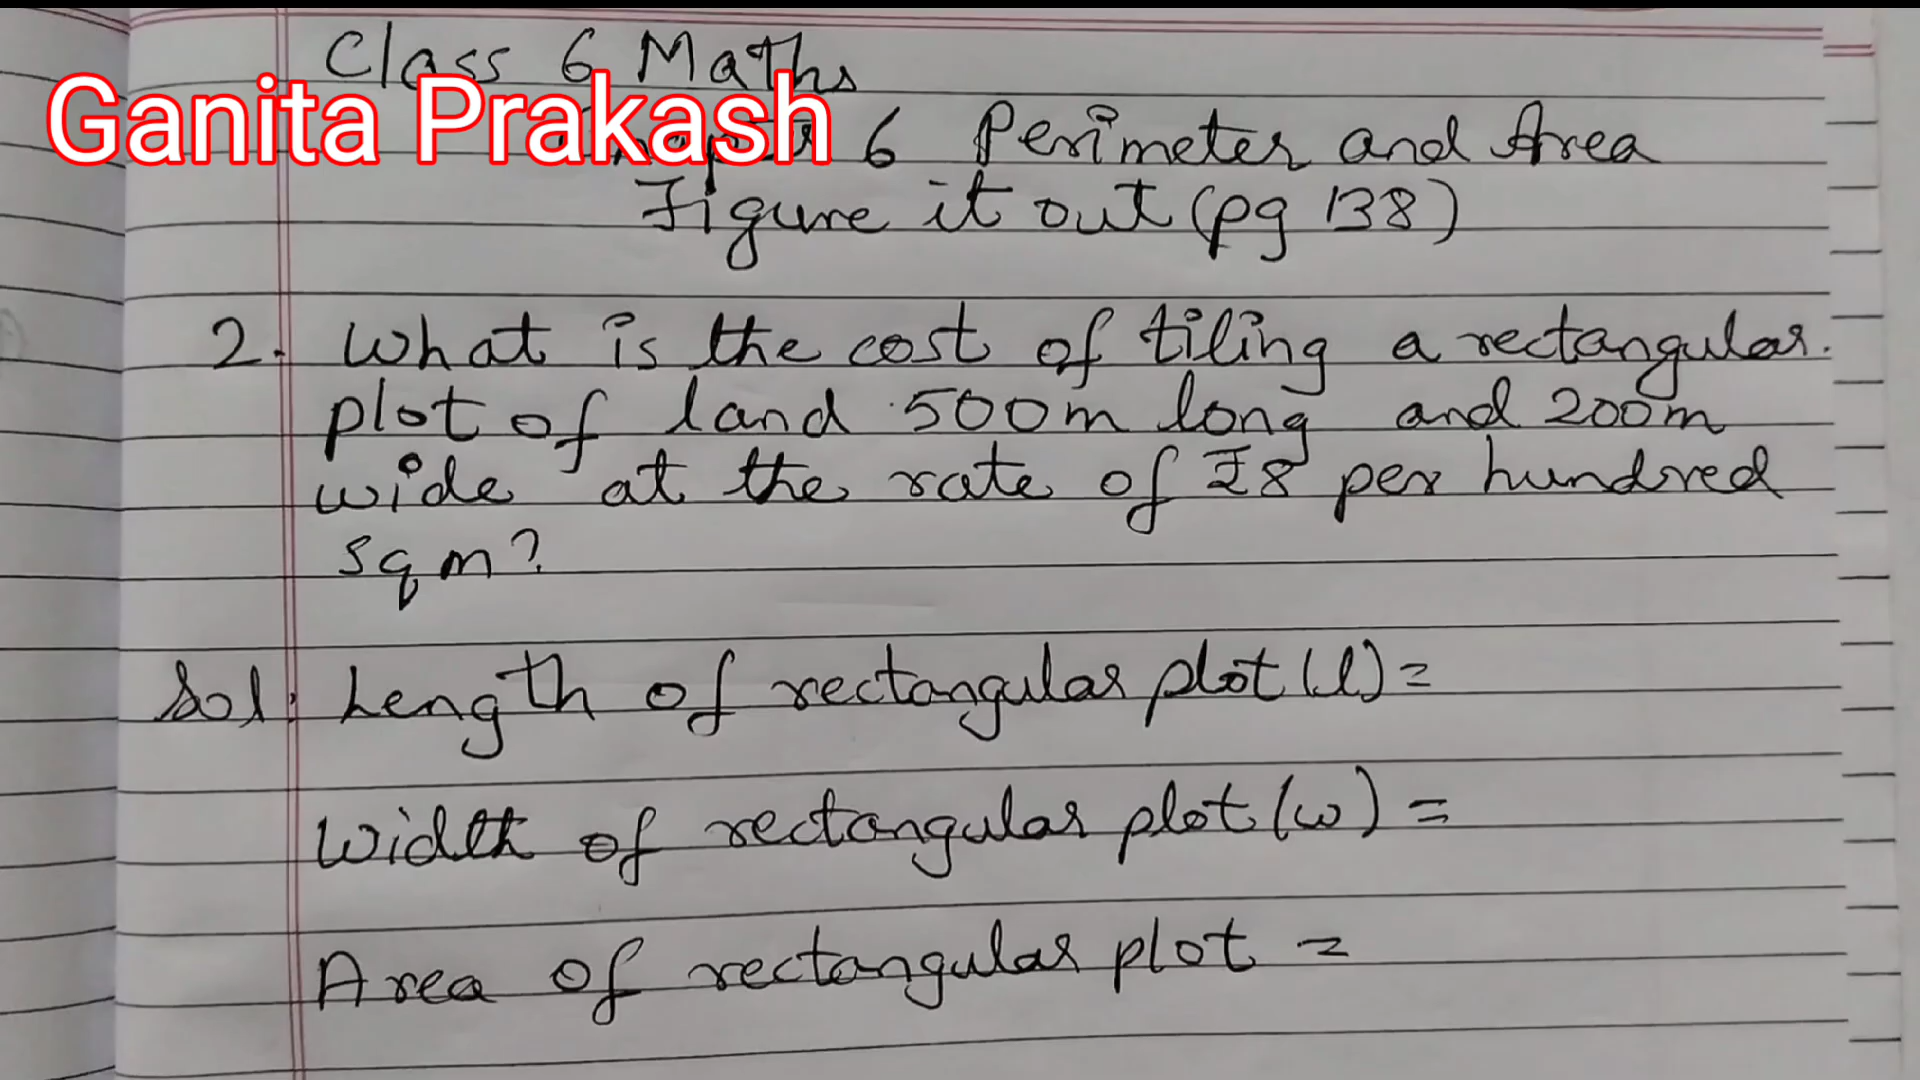 Class 6 Maths
Ganita Prakash
6 Perimeter and Area
Figure it out (pg 138)
2. What is the cost of tiling a rectangular
plot of land 500m long and 200m
wide at the rate of ₹8 per hundred
sq m?
Sol: Length of rectangular plot (l) =
Width of rectangular plot (w) =
Area of rectangular plot =